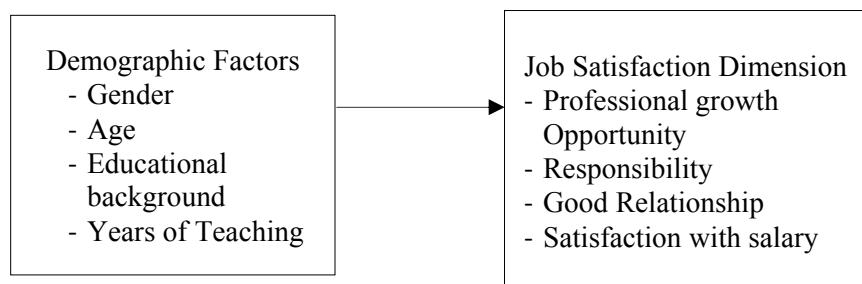 Demographic Factors
- Gender
- Age
- Educational
background
- Years of Teaching
Job Satisfaction Dimension
- Professional growth
Opportunity
- Responsibility
- Good Relationship
- Satisfaction with salary